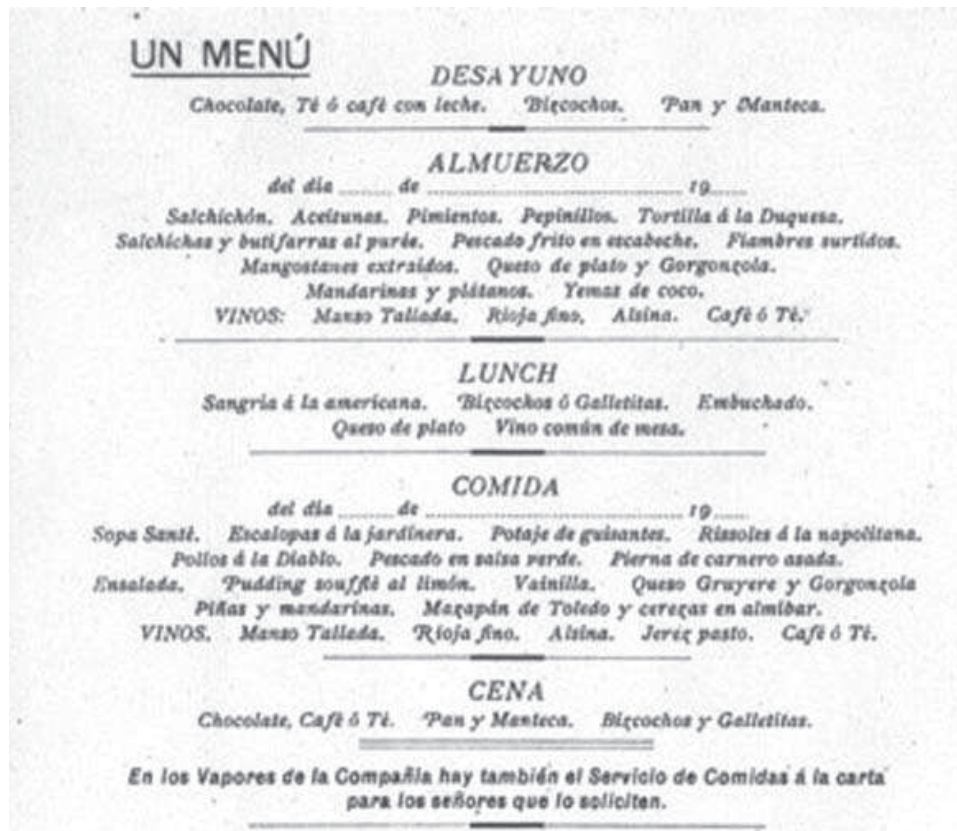 UN MENÚ
DESAYUNO
Chocolate, Té ó café con leche. Bizcochos. Pan y Manteca.
ALMUERZO
del día ........ de ........................................ 19......
Salchichón. Aceitunas. Pimientos. Pepinillos. Tortilla á la Duquesa.
Salchichas y butifarras al purée. Pescado frito en escabeche. Fiambres surtidos.
Mangostanes extraidos. Queso de plato y Gorgonzola.
Mandarinas y plátanos. Yemas de coco.
VINOS: Manso Tallada. Rioja fino. Alsina. Café ó Té.
LUNCH
Sangria á la americana. Bizcochos ó Galletitas. Embuchado.
Queso de plato Vino común de mesa.
COMIDA
del día ........ de ........................................ 19......
Sopa Santé. Escalopas á la jardinera. Potaje de guisantes. Rissoles á la napolitana.
Pollos á la Diablo. Pescado en salsa verde. Pierna de carnero asada.
Ensalada. Pudding soufflé al limón. Vainilla. Queso Gruyere y Gorgonzola
Piñas y mandarinas. Mazapán de Toledo y cerezas en almibar.
VINOS. Manso Tallada. Rioja fino. Alsina. Jeréz pasto. Café ó Té.
CENA
Chocolate, Café ó Té. Pan y Manteca. Bizcochos y Galletitas.
En los Vapores de la Compañía hay también el Servicio de Comidas á la carta
para los señores que lo soliciten.